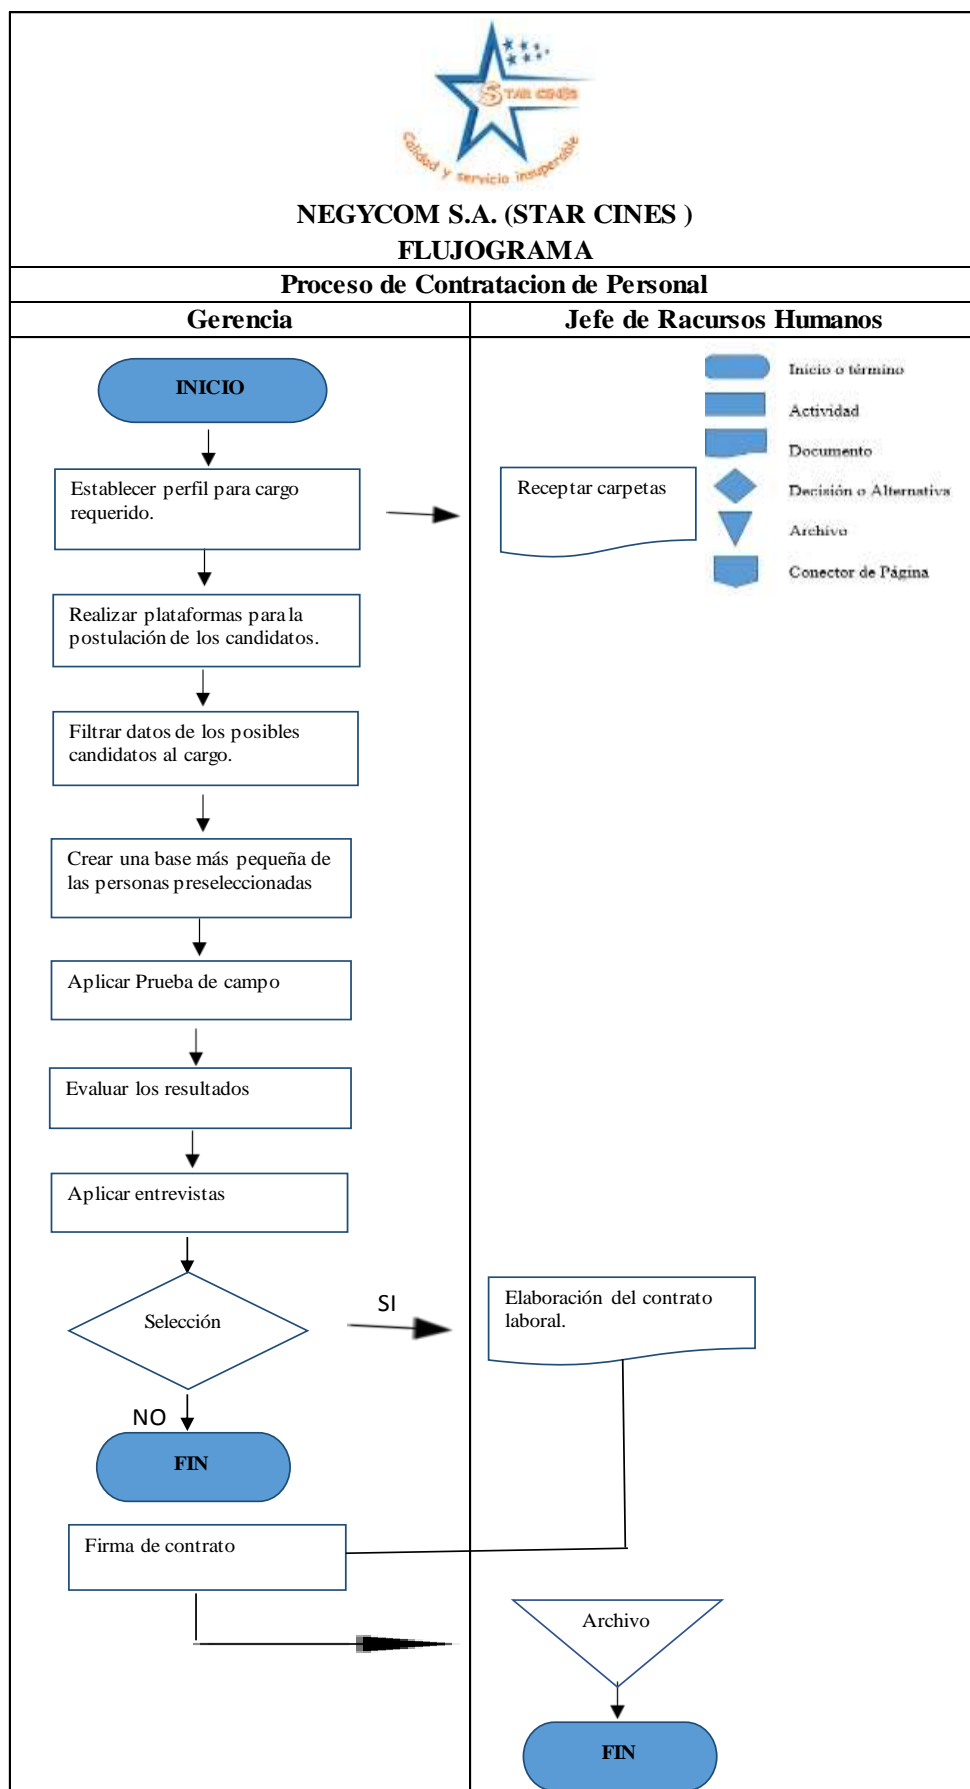 STAR CINES
Calidad y servicio insuperable
NEGYCOM S.A. (STAR CINES )
FLUJOGRAMA
Proceso de Contratacion de Personal
Gerencia
Jefe de Racursos Humanos
INICIO
Inicio o término
Actividad
Documento
Decisión o Alternativa
Archivo
Conector de Página
Establecer perfil para cargo
requerido.
Receptar carpetas
Realizar plataformas para la
postulación de los candidatos.
Filtrar datos de los posibles
candidatos al cargo.
Crear una base más pequeña de
las personas preseleccionadas
Aplicar Prueba de campo
Evaluar los resultados
Aplicar entrevistas
Selección
SI
Elaboración del contrato
laboral.
NO
FIN
Firma de contrato
Archivo
FIN